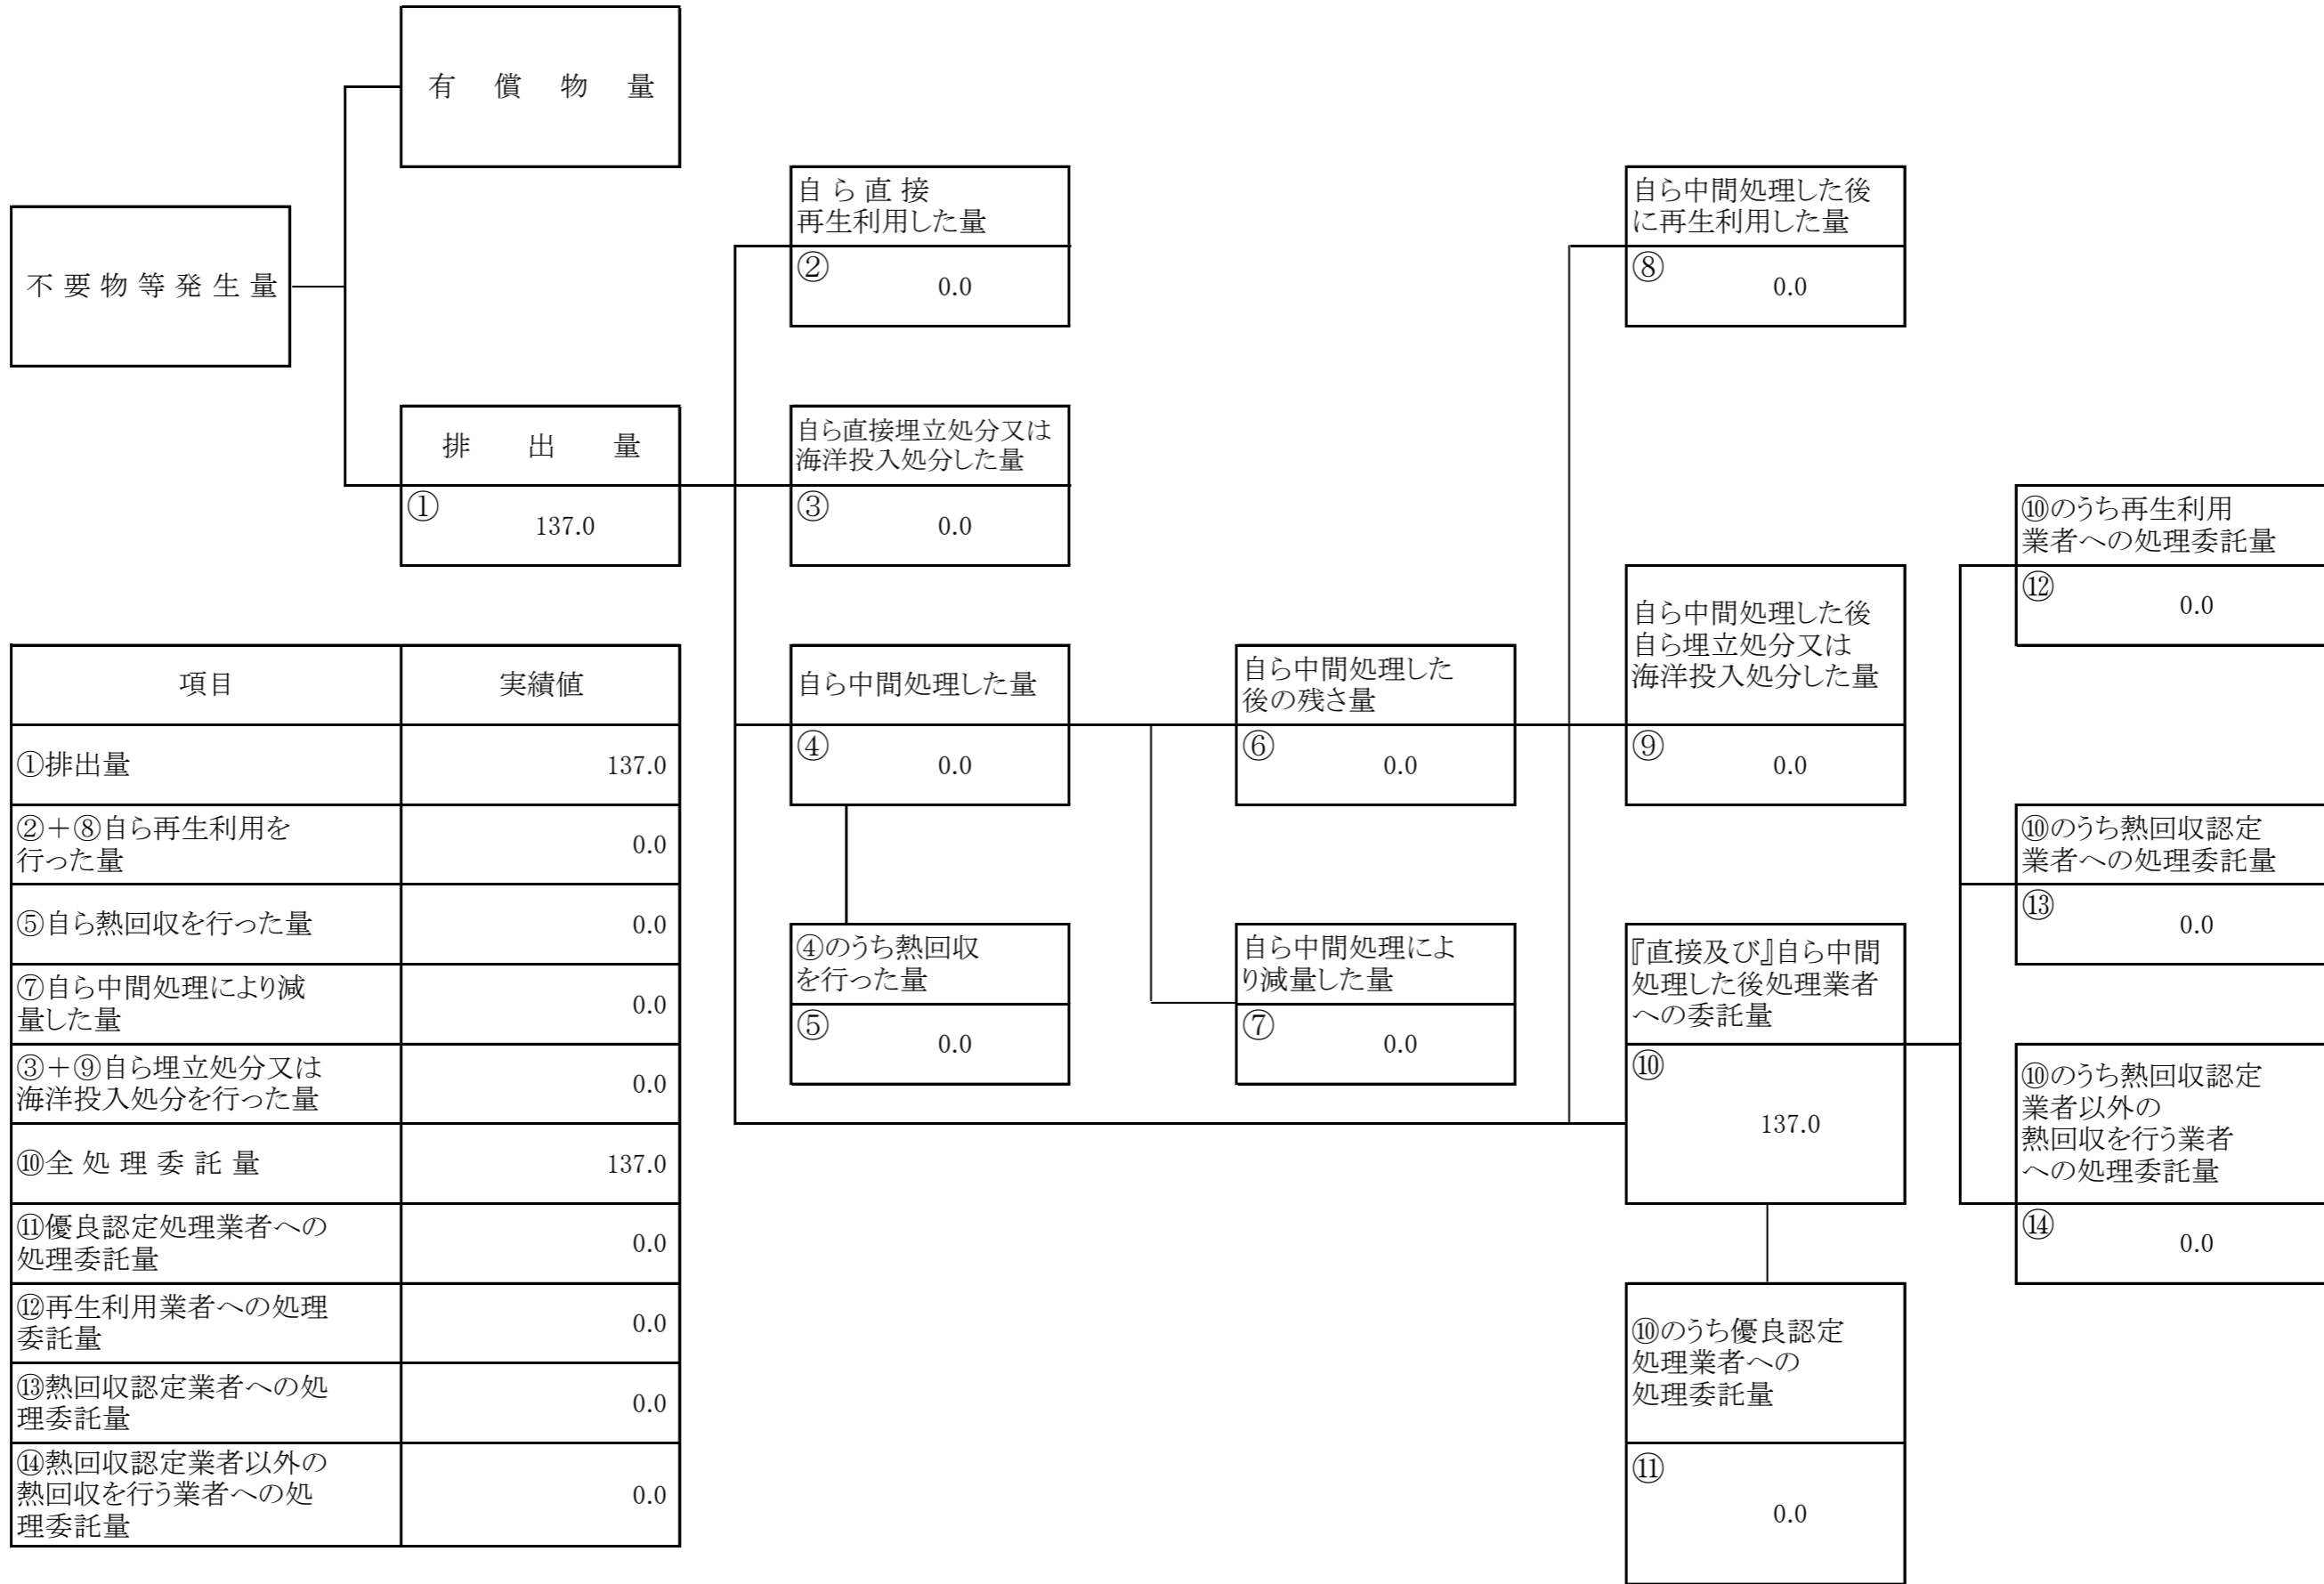 有償物量
不要物等発生量
排出量
①
137.0
自ら直接
再生利用した量
②
0.0
自ら直接埋立処分又は
海洋投入処分した量
③
0.0
自ら中間処理した量
④
0.0
④のうち熱回収
を行った量
⑤
0.0
自ら中間処理した
後の残さ量
⑥
0.0
自ら中間処理によ
り減量した量
⑦
0.0
自ら中間処理した後
に再生利用した量
⑧
0.0
自ら中間処理した後
自ら埋立処分又は
海洋投入処分した量
⑨
0.0
『直接及び』自ら中間
処理した後処理業者
への委託量
⑩
137.0
⑩のうち優良認定
処理業者への
処理委託量
⑪
0.0
⑩のうち再生利用
業者への処理委託量
⑫
0.0
⑩のうち熱回収認定
業者への処理委託量
⑬
0.0
⑩のうち熱回収認定
業者以外の
熱回収を行う業者
への処理委託量
⑭
0.0
項目 実績値
①排出量 137.0
②＋⑧自ら再生利用を
行った量 0.0
⑤自ら熱回収を行った量 0.0
⑦自ら中間処理により減
量した量 0.0
③＋⑨自ら埋立処分又は
海洋投入処分を行った量 0.0
⑩全処理委託量 137.0
⑪優良認定処理業者への
処理委託量 0.0
⑫再生利用業者への処理
委託量 0.0
⑬熱回収認定業者への処
理委託量 0.0
⑭熱回収認定業者以外の
熱回収を行う業者への処
理委託量 0.0